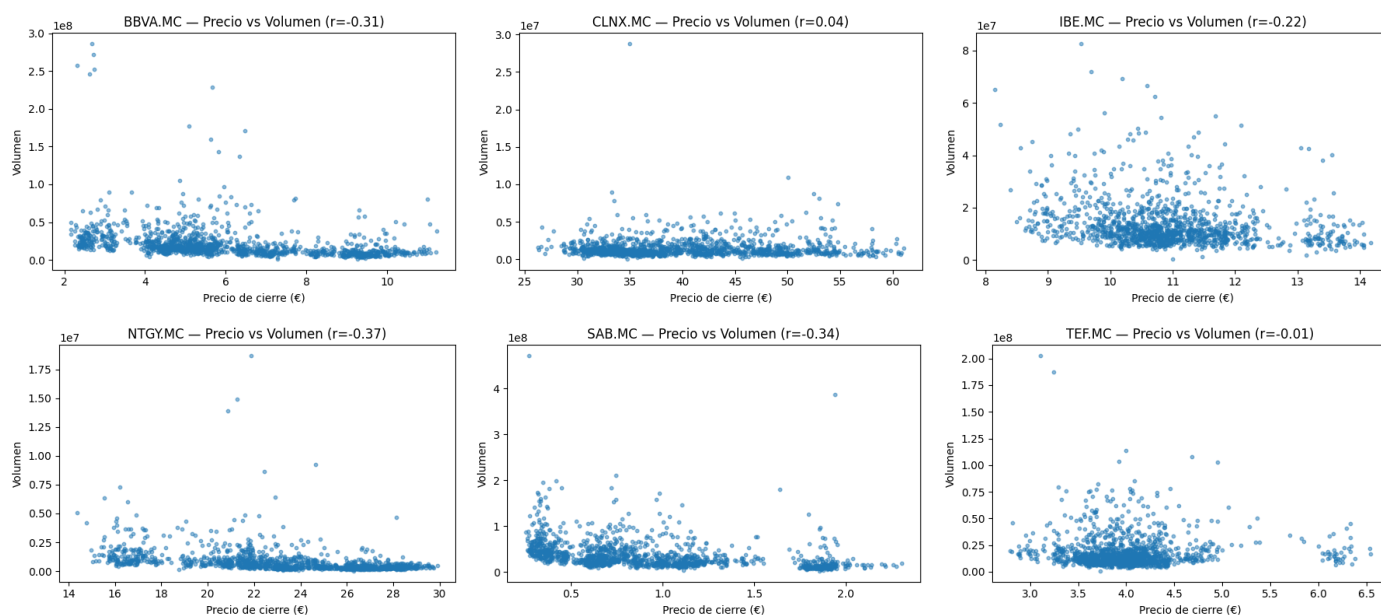 BBVA.MC — Precio vs Volumen (r=-0.31)
1e8
3.0
2.5
2.0
1.5
1.0
0.5
0.0
Volumen
2 4 6 8 10
Precio de cierre (€)
CLNX.MC — Precio vs Volumen (r=0.04)
1e7
3.0
2.5
2.0
1.5
1.0
0.5
0.0
Volumen
25 30 35 40 45 50 55 60
Precio de cierre (€)
IBE.MC — Precio vs Volumen (r=-0.22)
1e7
8
6
4
2
0
Volumen
8 9 10 11 12 13 14
Precio de cierre (€)
NTGY.MC — Precio vs Volumen (r=-0.37)
1e7
1.75
1.50
1.25
1.00
0.75
0.50
0.25
0.00
Volumen
14 16 18 20 22 24 26 28 30
Precio de cierre (€)
SAB.MC — Precio vs Volumen (r=-0.34)
1e8
4
3
2
1
0
Volumen
0.5 1.0 1.5 2.0
Precio de cierre (€)
TEF.MC — Precio vs Volumen (r=-0.01)
1e8
2.00
1.75
1.50
1.25
1.00
0.75
0.50
0.25
0.00
Volumen
3.0 3.5 4.0 4.5 5.0 5.5 6.0 6.5
Precio de cierre (€)